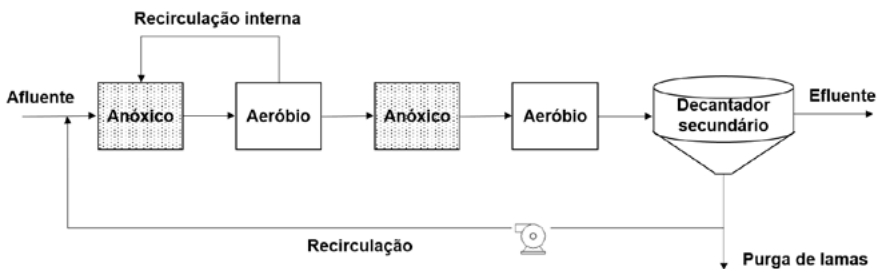 Recirculação interna
Afluente
Anóxico
Aeróbio
Anóxico
Aeróbio
Decantador
secundário
Efluente
Recirculação
Purga de lamas